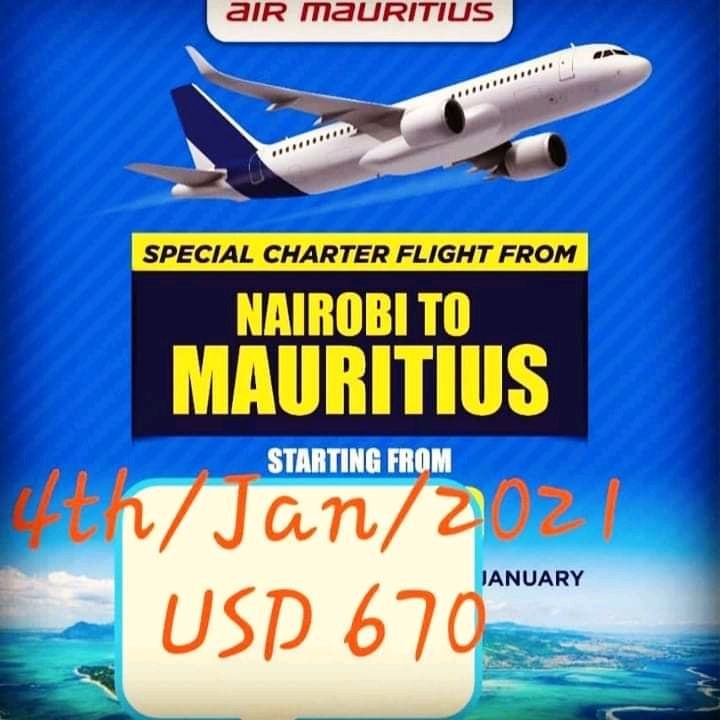 aIR mauRITIUS
SPECIAL CHARTER FLIGHT FROM
NAIROBI TO
MAURITIUS
STARTING FROM
4th/Jan/2021
JANUARY
USD 670